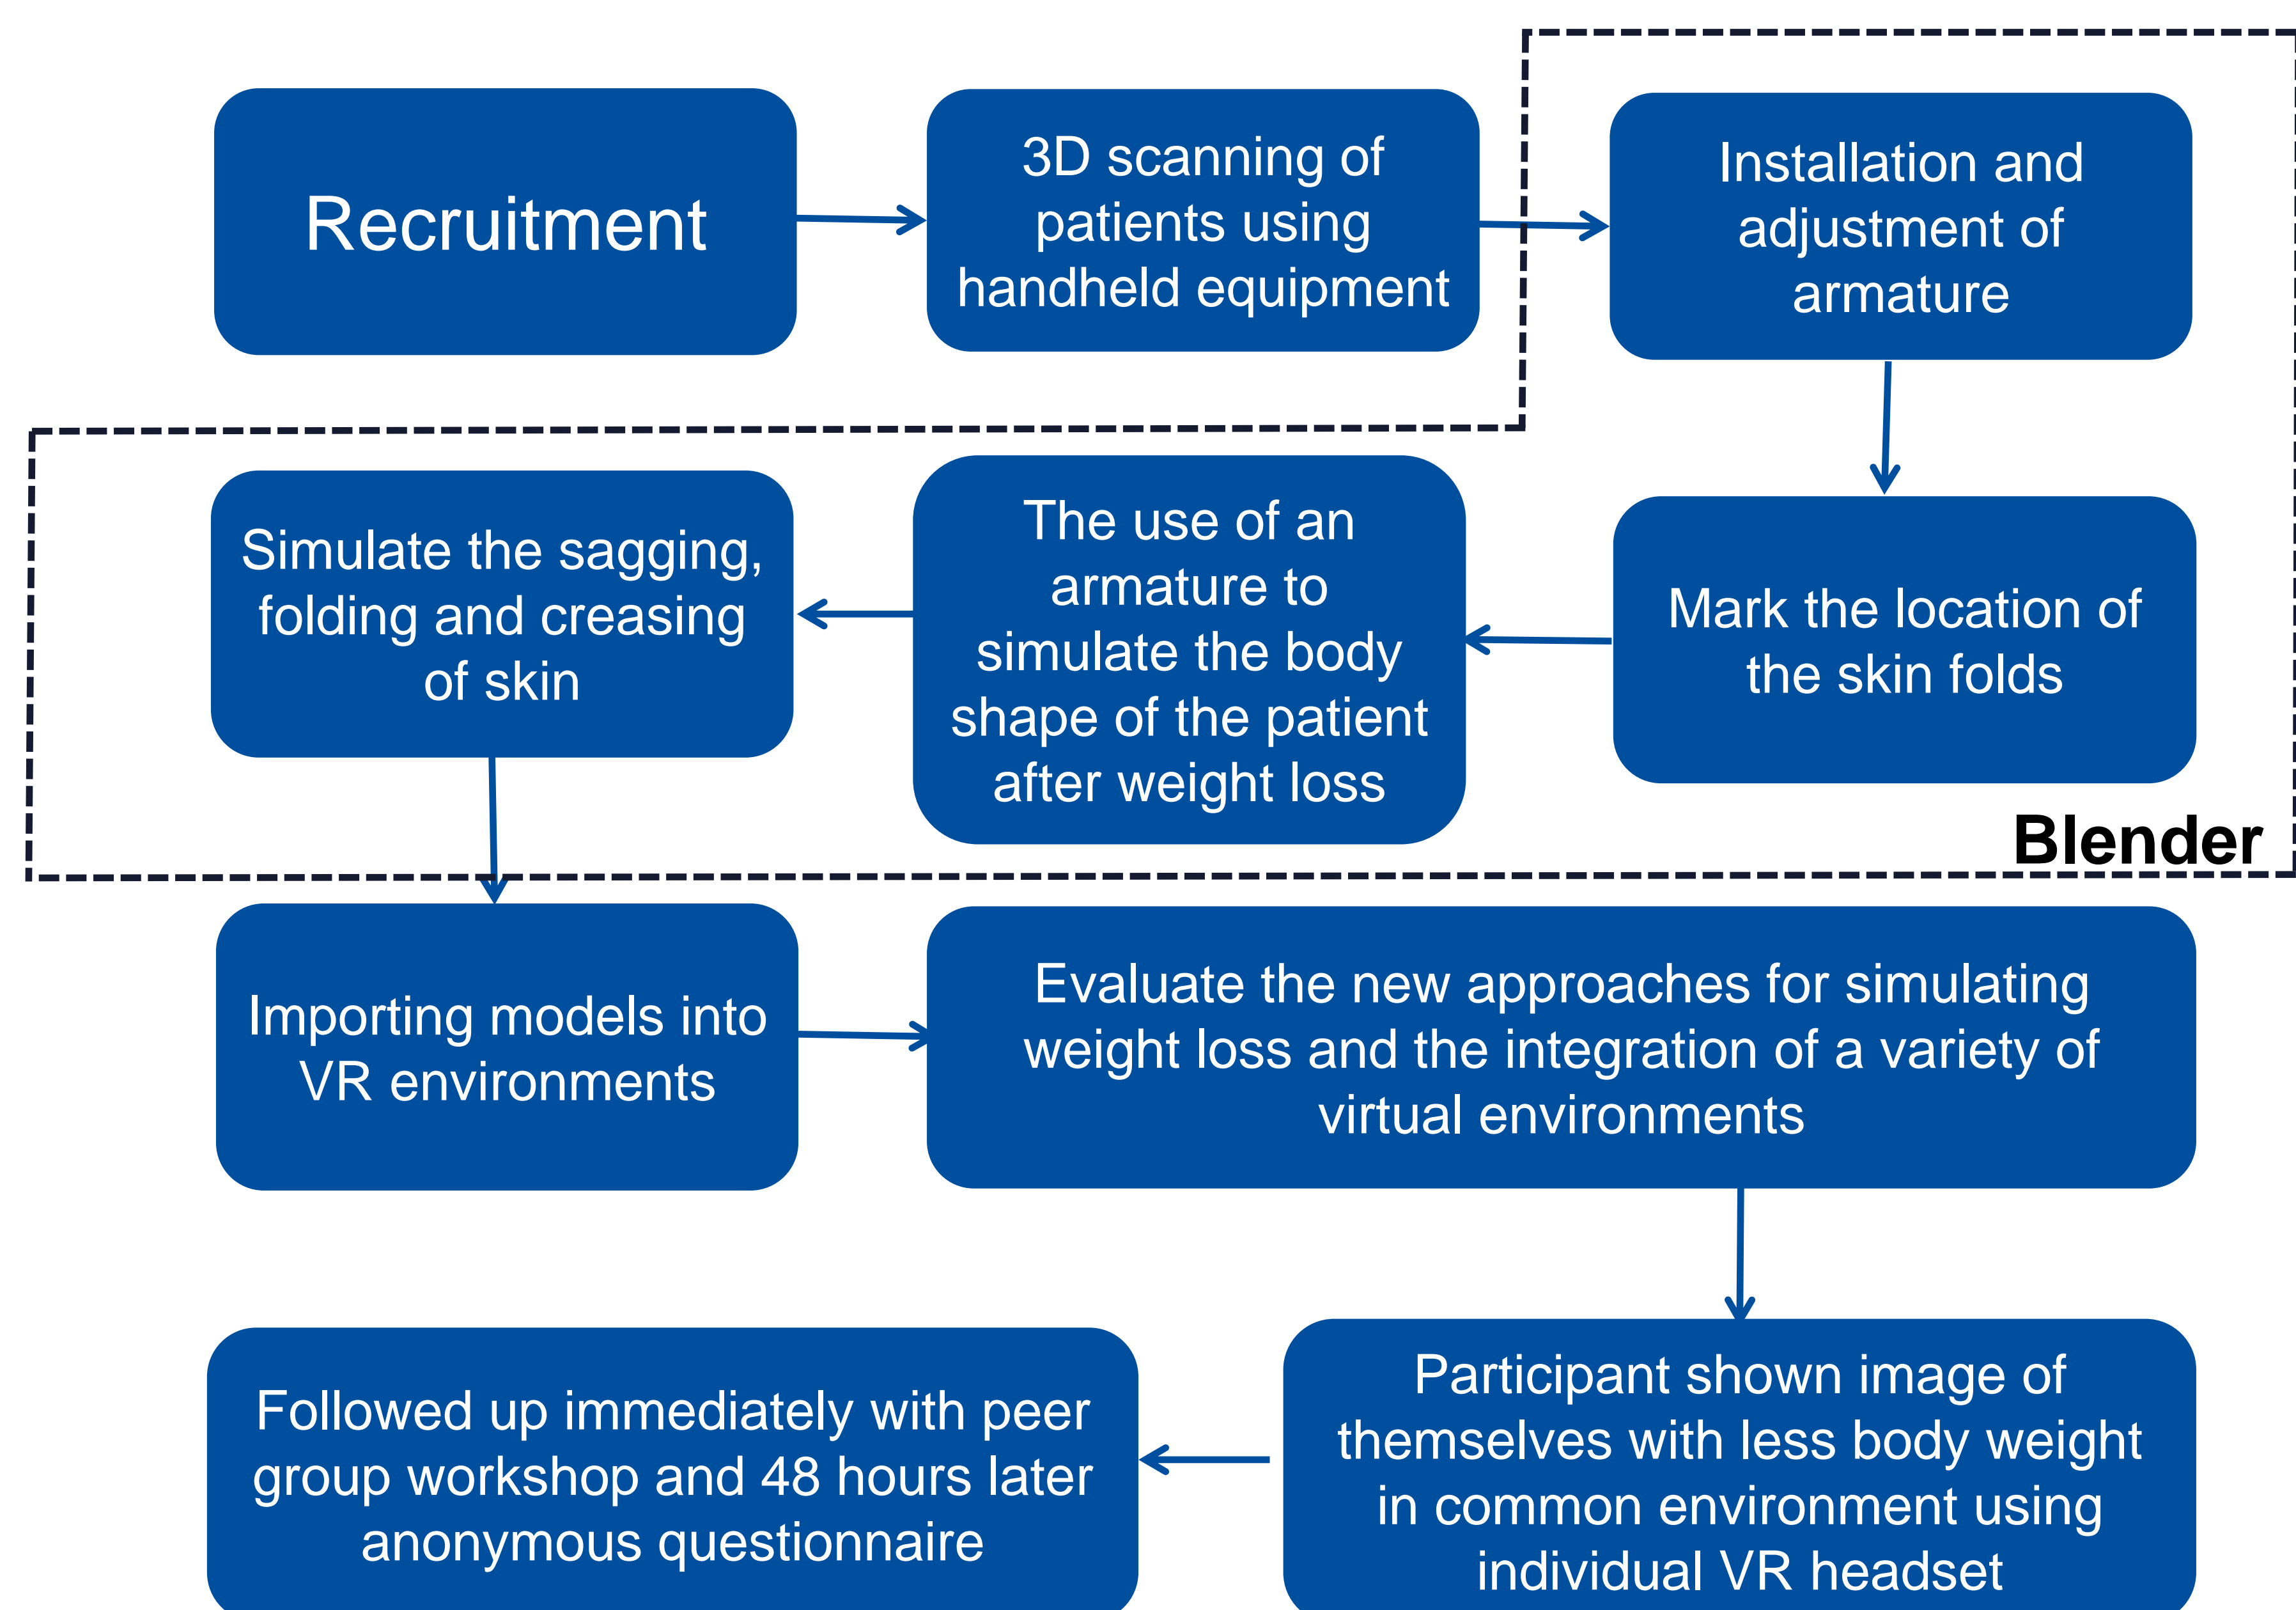 Recruitment
3D scanning of
patients using
handheld equipment
Installation and
adjustment of
armature
Mark the location of
the skin folds
The use of an
armature to
simulate the body
shape of the patient
after weight loss
Simulate the sagging,
folding and creasing
of skin
Blender
Importing models into
VR environments
Evaluate the new approaches for simulating
weight loss and the integration of a variety of
virtual environments
Participant shown image of
themselves with less body weight
in common environment using
individual VR headset
Followed up immediately with peer
group workshop and 48 hours later
anonymous questionnaire